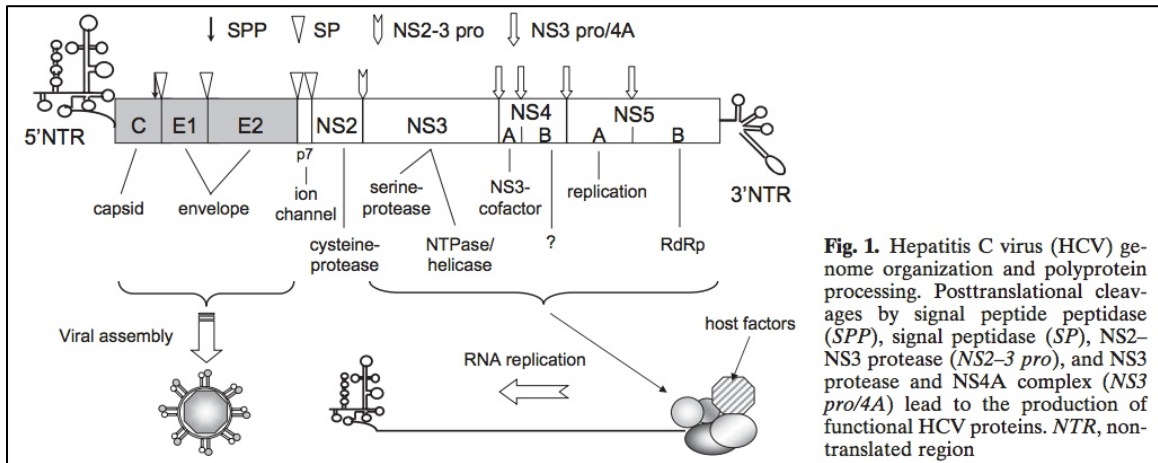 SPP SP NS2-3 pro NS3 pro/4A
5'NTR
C E1 E2 NS2 NS3 NS4 NS5
A B A B
p7
capsid envelope ion channel serine-protease NS3-cofactor replication 3'NTR
cysteine-protease NTPase/helicase ? RdRp
Viral assembly
host factors
RNA replication
Fig. 1. Hepatitis C virus (HCV) ge-
nome organization and polyprotein
processing. Posttranslational cleav-
ages by signal peptide peptidase
(SPP), signal peptidase (SP), NS2–
NS3 protease (NS2–3 pro), and NS3
protease and NS4A complex (NS3
pro/4A) lead to the production of
functional HCV proteins. NTR, non-
translated region